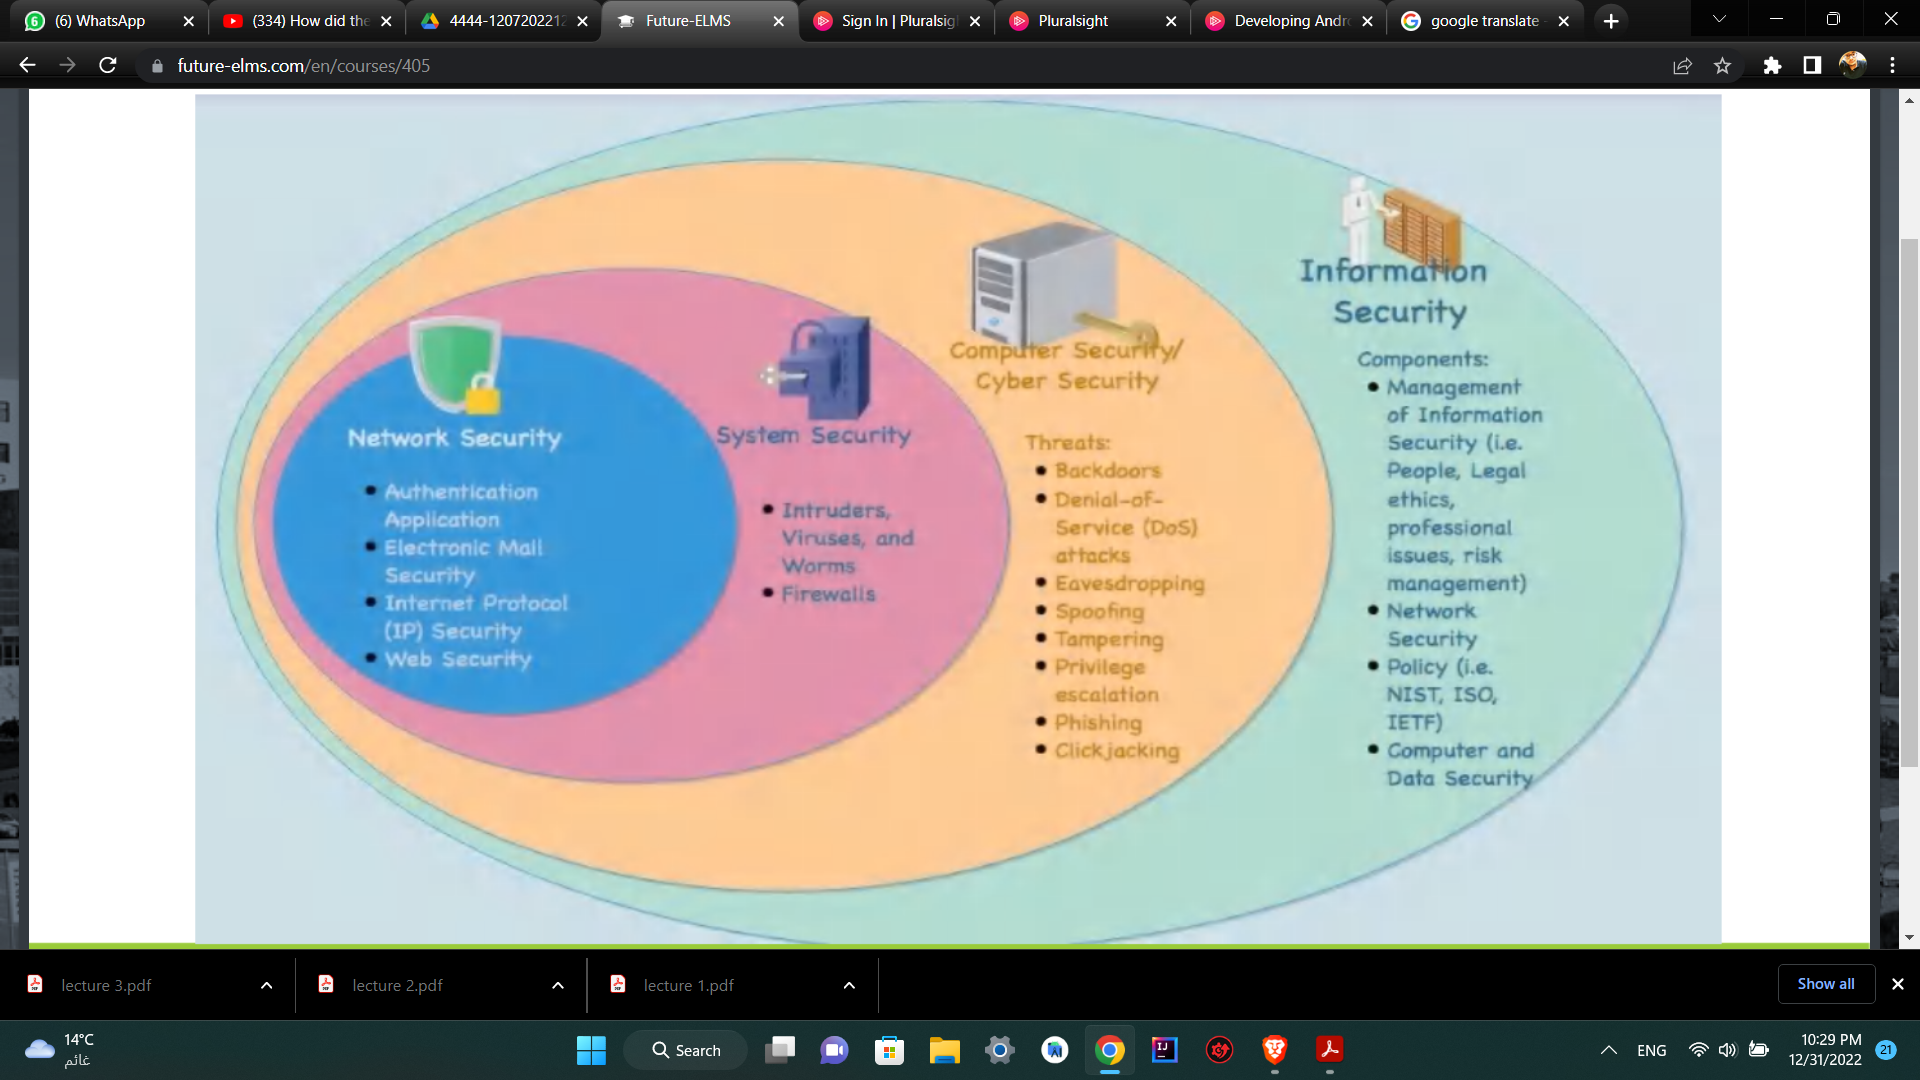 (6) WhatsApp
(334) How did the
4444-1207202212
Future-ELMS
Sign In | Pluralsigh
Pluralsight
Developing Andro
google translate -
future-elms.com/en/courses/405
Information
Security
Components:
Management
of Information
Security (i.e.
People, Legal
ethics,
professional
issues, risk
management)
Network
Security
Policy (i.e.
NIST, ISO,
IETF)
Computer and
Data Security
Computer Security/
Cyber Security
Threats:
Backdoors
Denial-of-
Service (DoS)
attacks
Eavesdropping
Spoofing
Tampering
Privilege
escalation
Phishing
Clickjacking
System Security
Intruders,
Viruses, and
Worms
Firewalls
Network Security
Authentication
Application
Electronic Mail
Security
Internet Protocol
(IP) Security
Web Security
lecture 3.pdf
lecture 2.pdf
lecture 1.pdf
Show all
14°C
غائم
Search
ENG
10:29 PM
12/31/2022
21